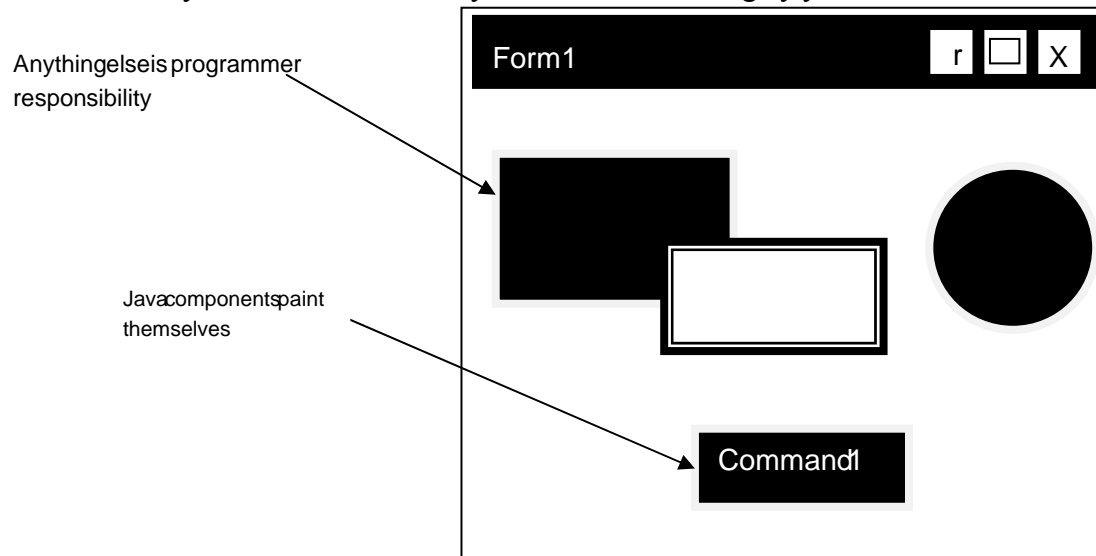 Form1
r
X
Anythingelseis programmer
responsibility
Javacomponentspaint
themselves
Command1